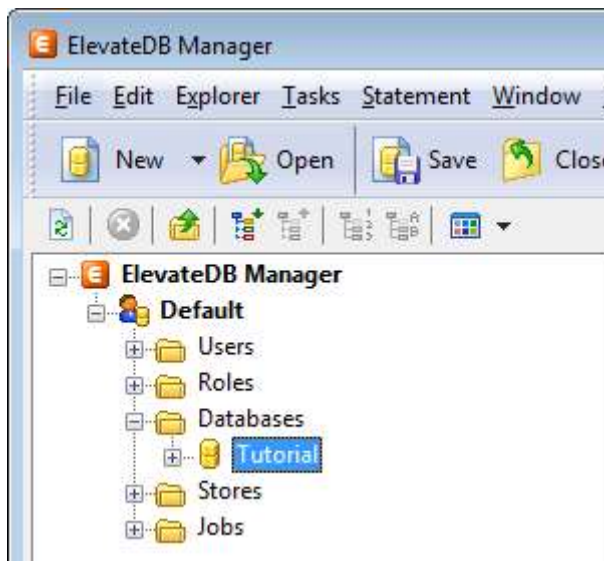 ElevateDB Manager
File Edit Explorer Tasks Statement Window
New Open Save Close
ElevateDB Manager
Default
Users
Roles
Databases
Tutorial
Stores
Jobs